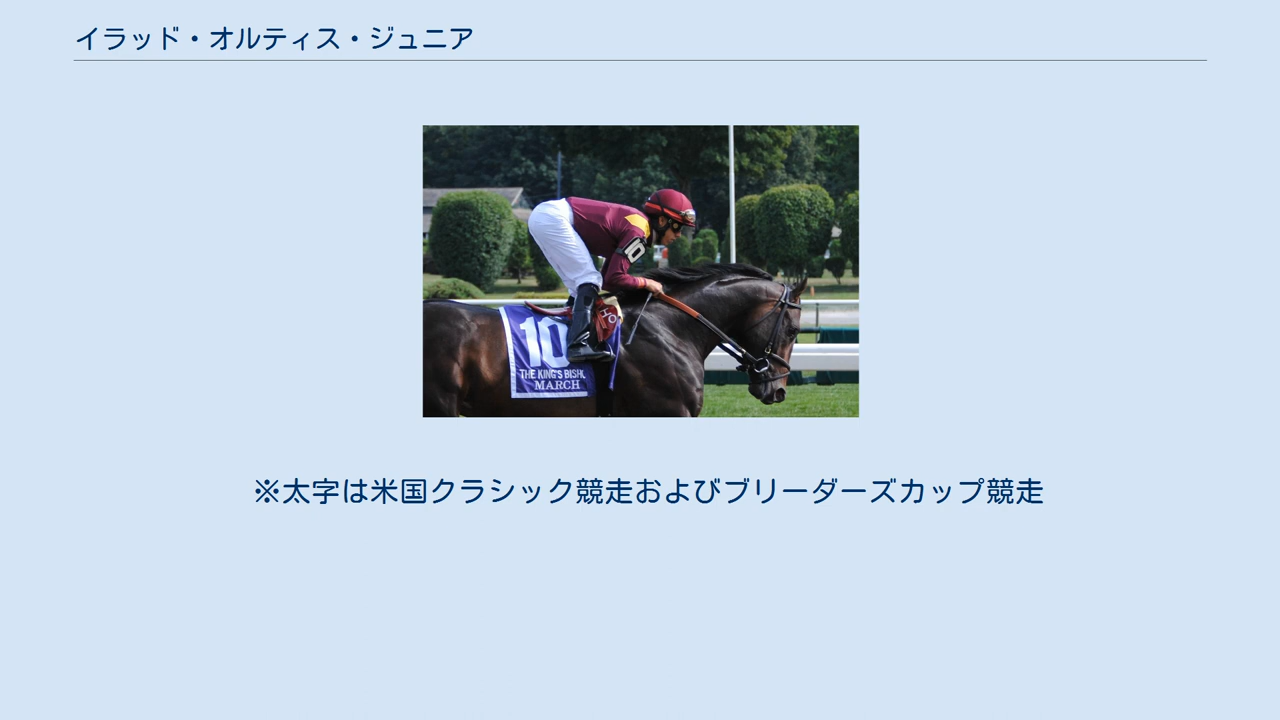 イラッド・オルティス・ジュニア
10
10
THE KING'S BISH
MARCH
※太字は米国クラシック競走およびブリーダーズカップ競走